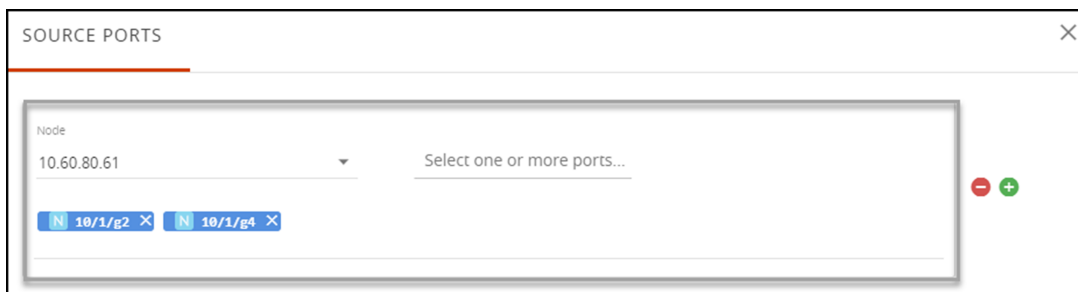 SOURCE PORTS
Node
10.60.80.61
Select one or more ports...
N 10/1/g2 × N 10/1/g4 ×